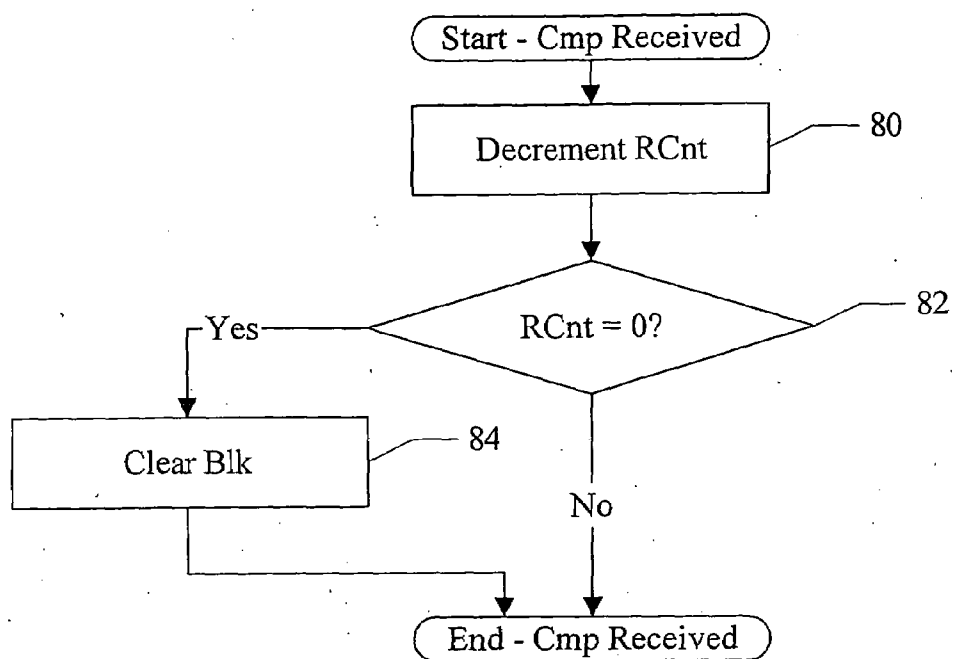 Start - Cmp Received
Decrement RCnt
80
RCnt = 0?
82
Yes
Clear Blk
84
No
End - Cmp Received